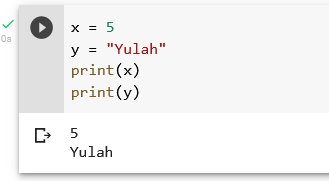 0s
x = 5
y = "Yulah"
print(x)
print(y)
5
Yulah